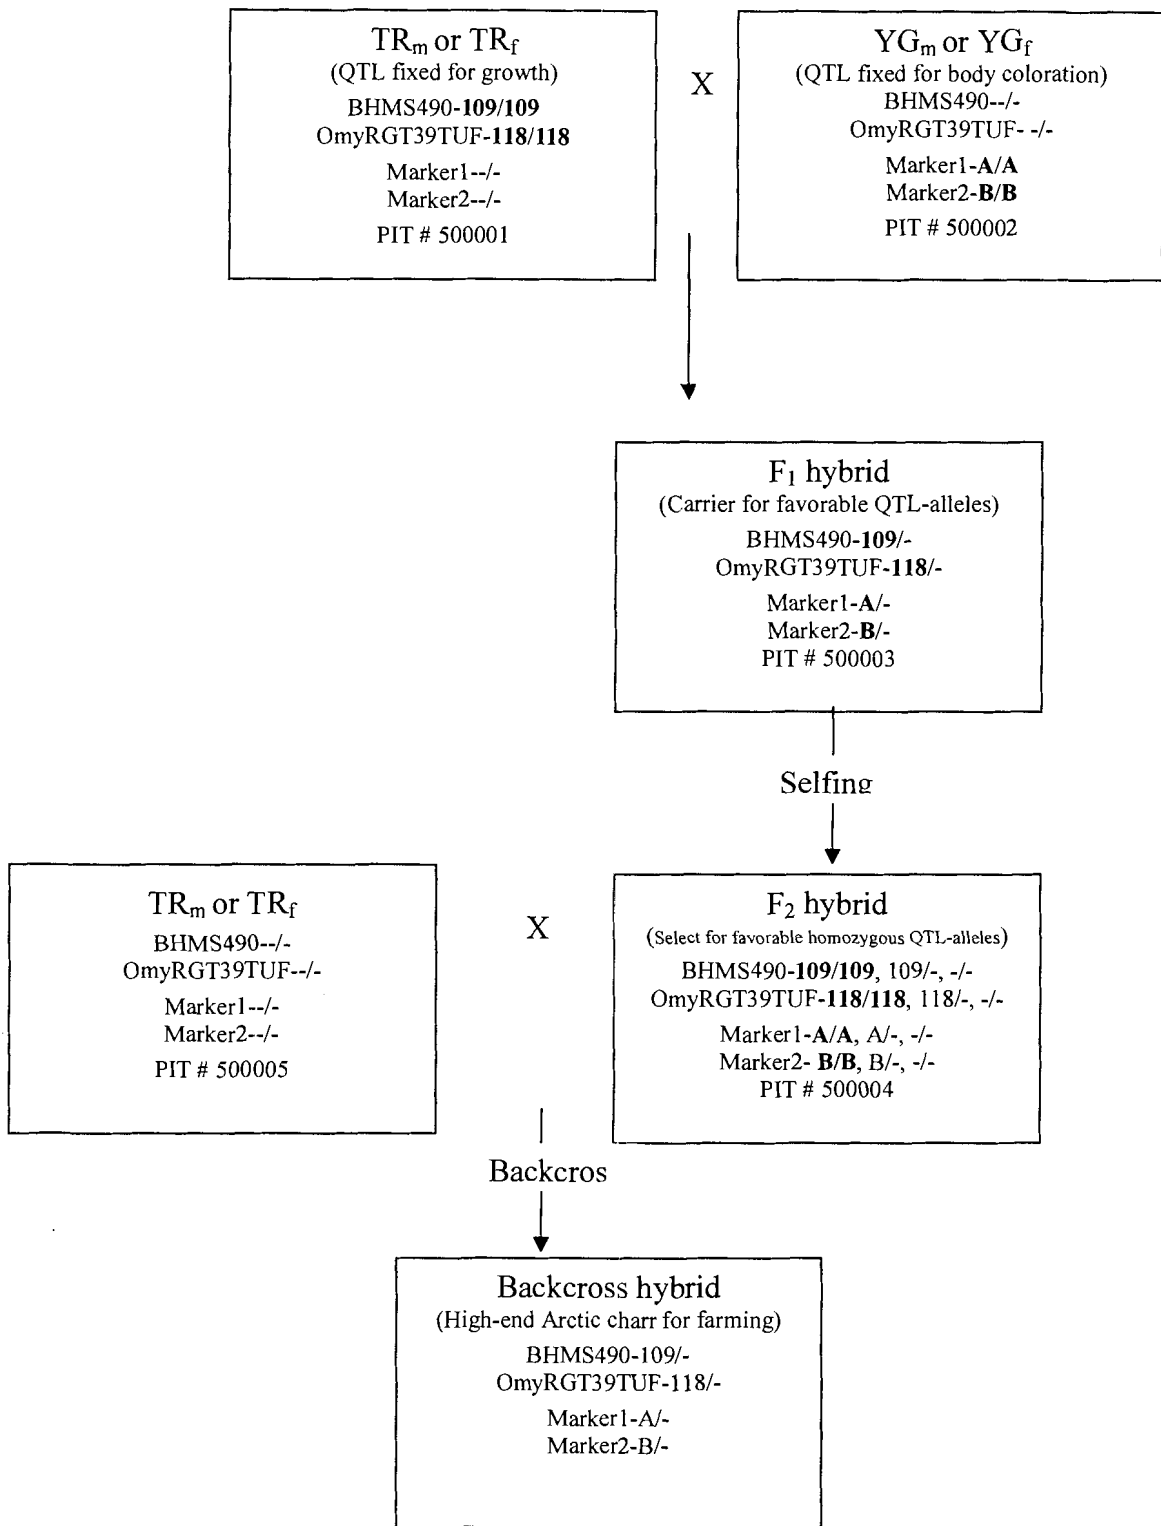 TRm or TRf
(QTL fixed for growth)
BHMS490-109/109
OmyRGT39TUF-118/118
Marker1--/-
Marker2--/-
PIT # 500001
X
YGm or YGf
(QTL fixed for body coloration)
BHMS490--/-
OmyRGT39TUF- -/-
Marker1-A/A
Marker2-B/B
PIT # 500002
F1 hybrid
(Carrier for favorable QTL-alleles)
BHMS490-109/-
OmyRGT39TUF-118/-
Marker1-A/-
Marker2-B/-
PIT # 500003
Selfing
TRm or TRf
BHMS490--/-
OmyRGT39TUF--/-
Marker1--/-
Marker2--/-
PIT # 500005
X
F2 hybrid
(Select for favorable homozygous QTL-alleles)
BHMS490-109/109, 109/-, -/-
OmyRGT39TUF-118/118, 118/-, -/-
Marker1-A/A, A/-, -/-
Marker2- B/B, B/-, -/-
PIT # 500004
Backcros
Backcross hybrid
(High-end Arctic charr for farming)
BHMS490-109/-
OmyRGT39TUF-118/-
Marker1-A/-
Marker2-B/-